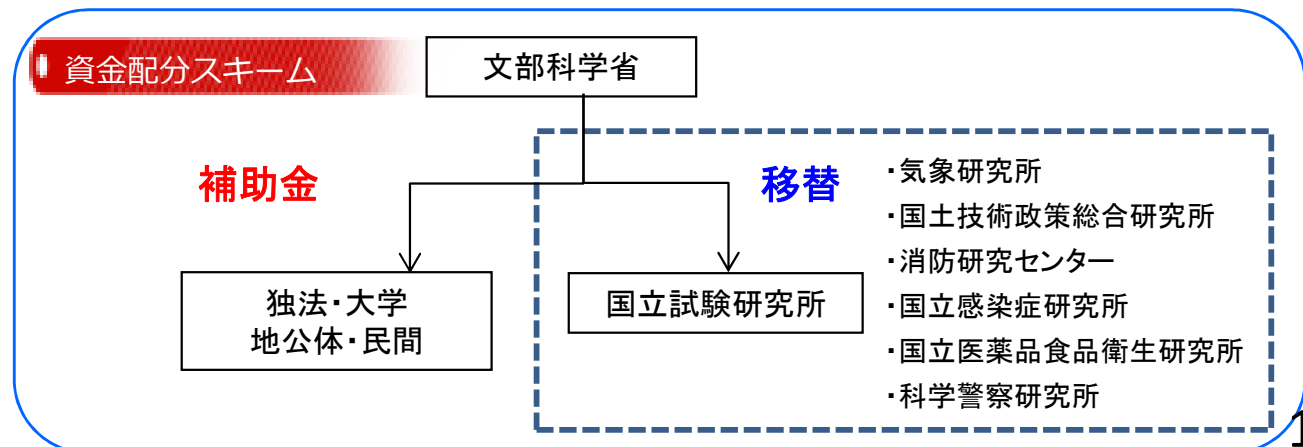 資金配分スキーム
文部科学省
補助金
移替
独法・大学
地公体・民間
国立試験研究所
・気象研究所
・国土技術政策総合研究所
・消防研究センター
・国立感染症研究所
・国立医薬品食品衛生研究所
・科学警察研究所